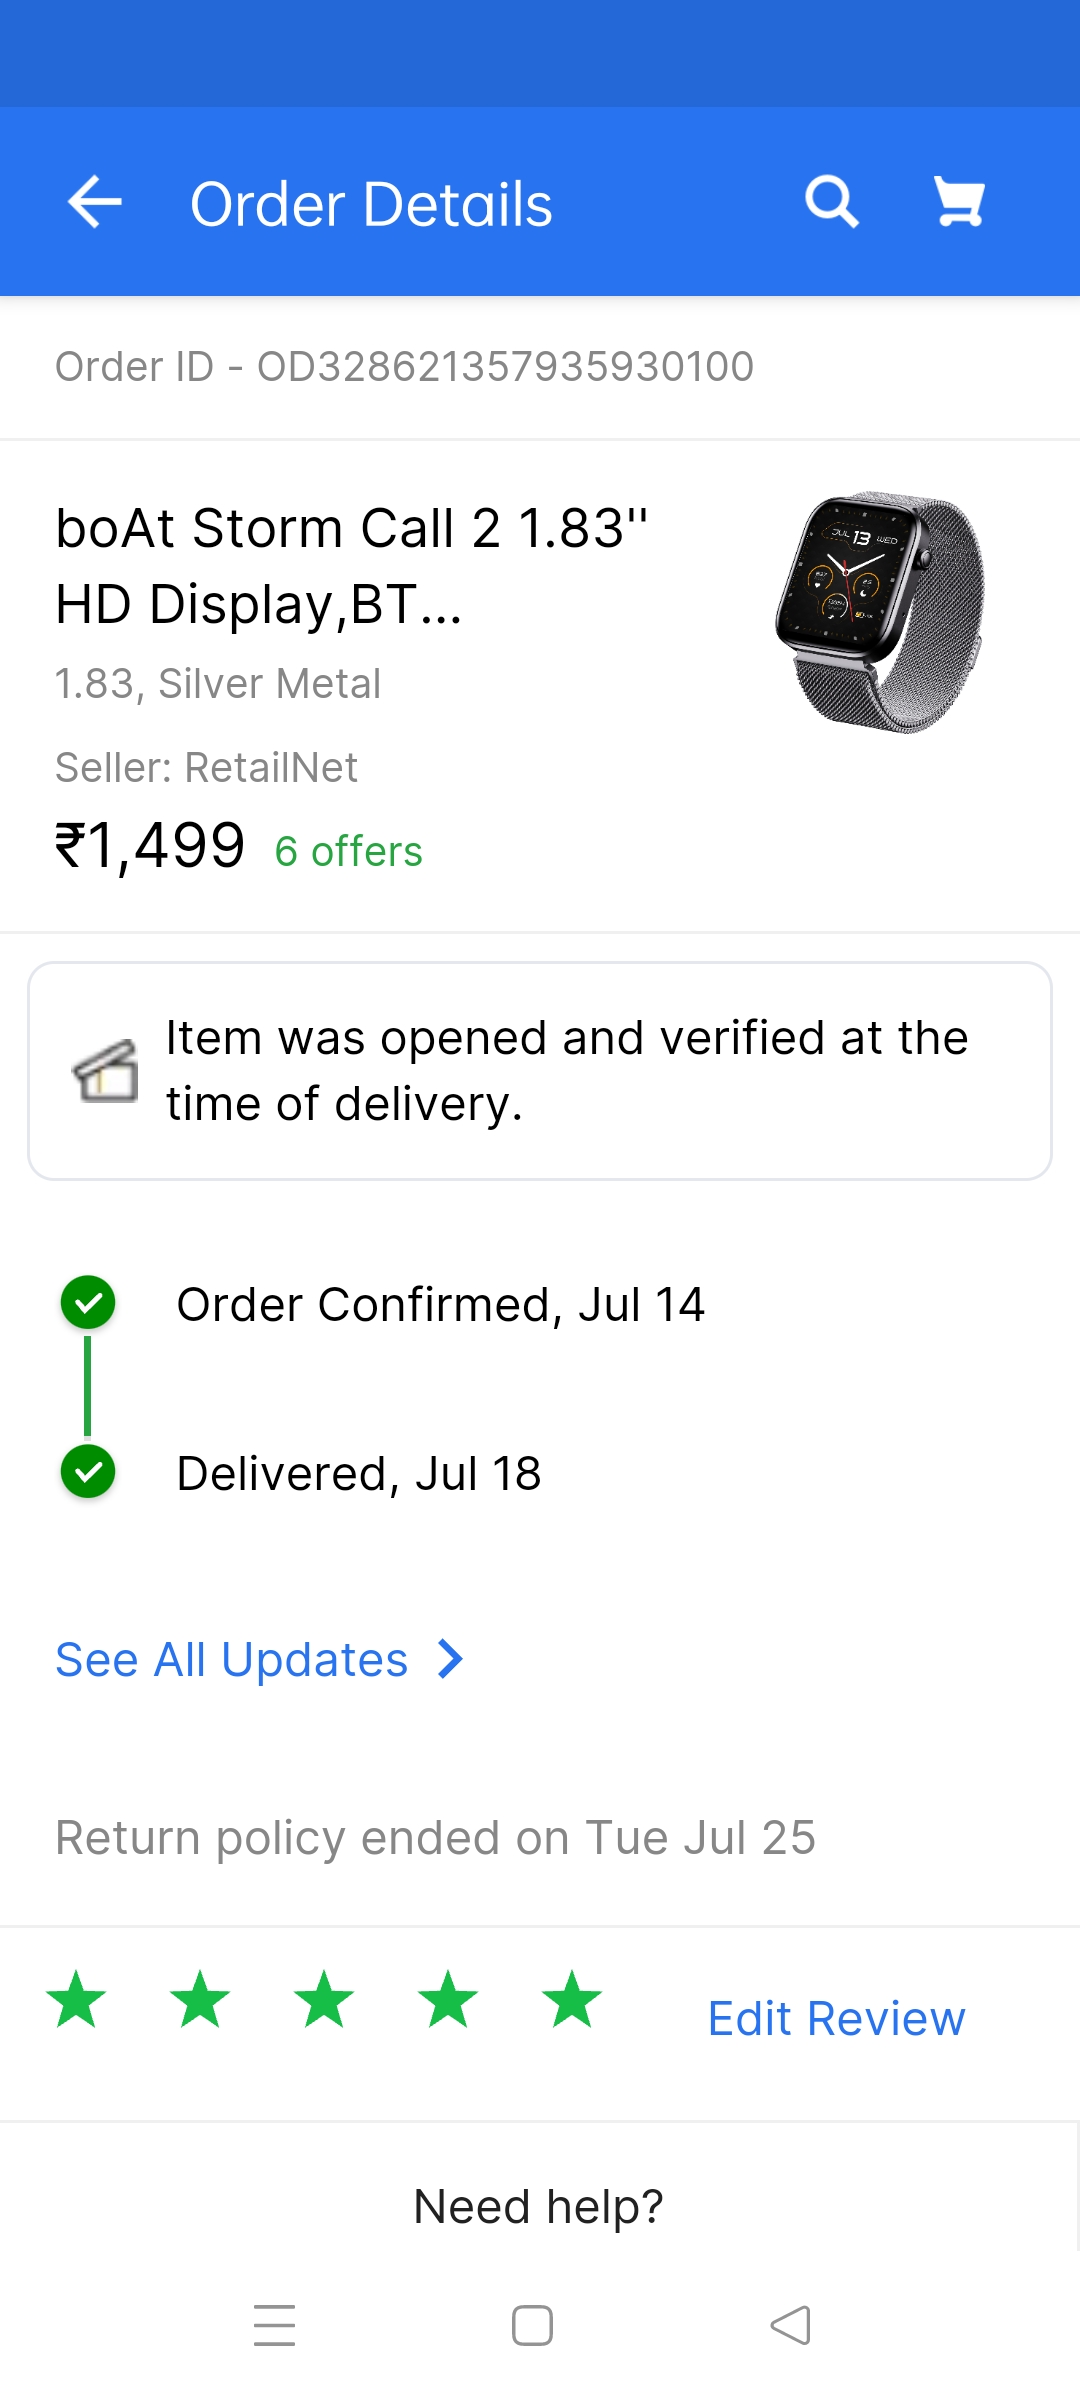 Order Details
Order ID - OD328621357935930100
boAt Storm Call 2 1.83"
HD Display,BT...
1.83, Silver Metal
Seller: RetailNet
₹1,499 6 offers
JUL 13 WED
Item was opened and verified at the
time of delivery.
Order Confirmed, Jul 14
Delivered, Jul 18
See All Updates
Return policy ended on Tue Jul 25
Edit Review
Need help?